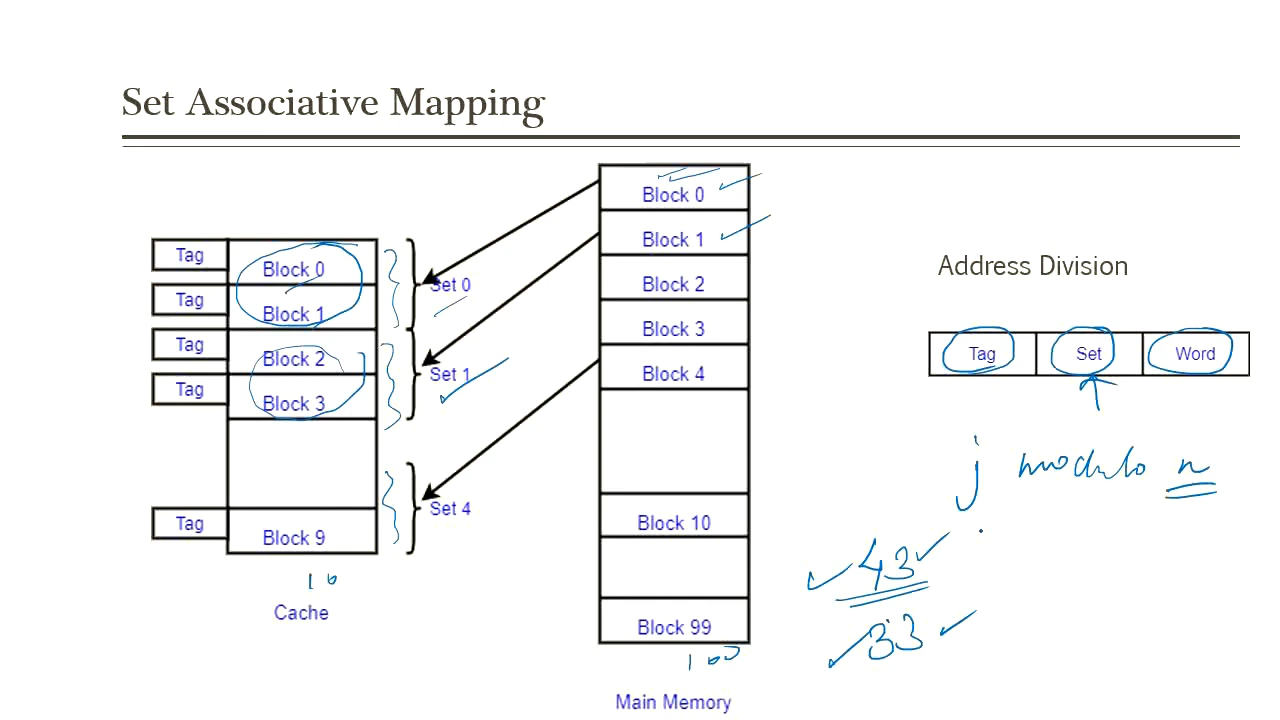 Set Associative Mapping
Tag Block 0
Tag Block 1
Tag Block 2
Tag Block 3
Tag Block 9
10
Cache
Set 0
Set 1
Set 4
Block 0
Block 1
Block 2
Block 3
Block 4
Block 10
Block 99
100
Main Memory
Address Division
Tag Set Word
j modulo n
43
33